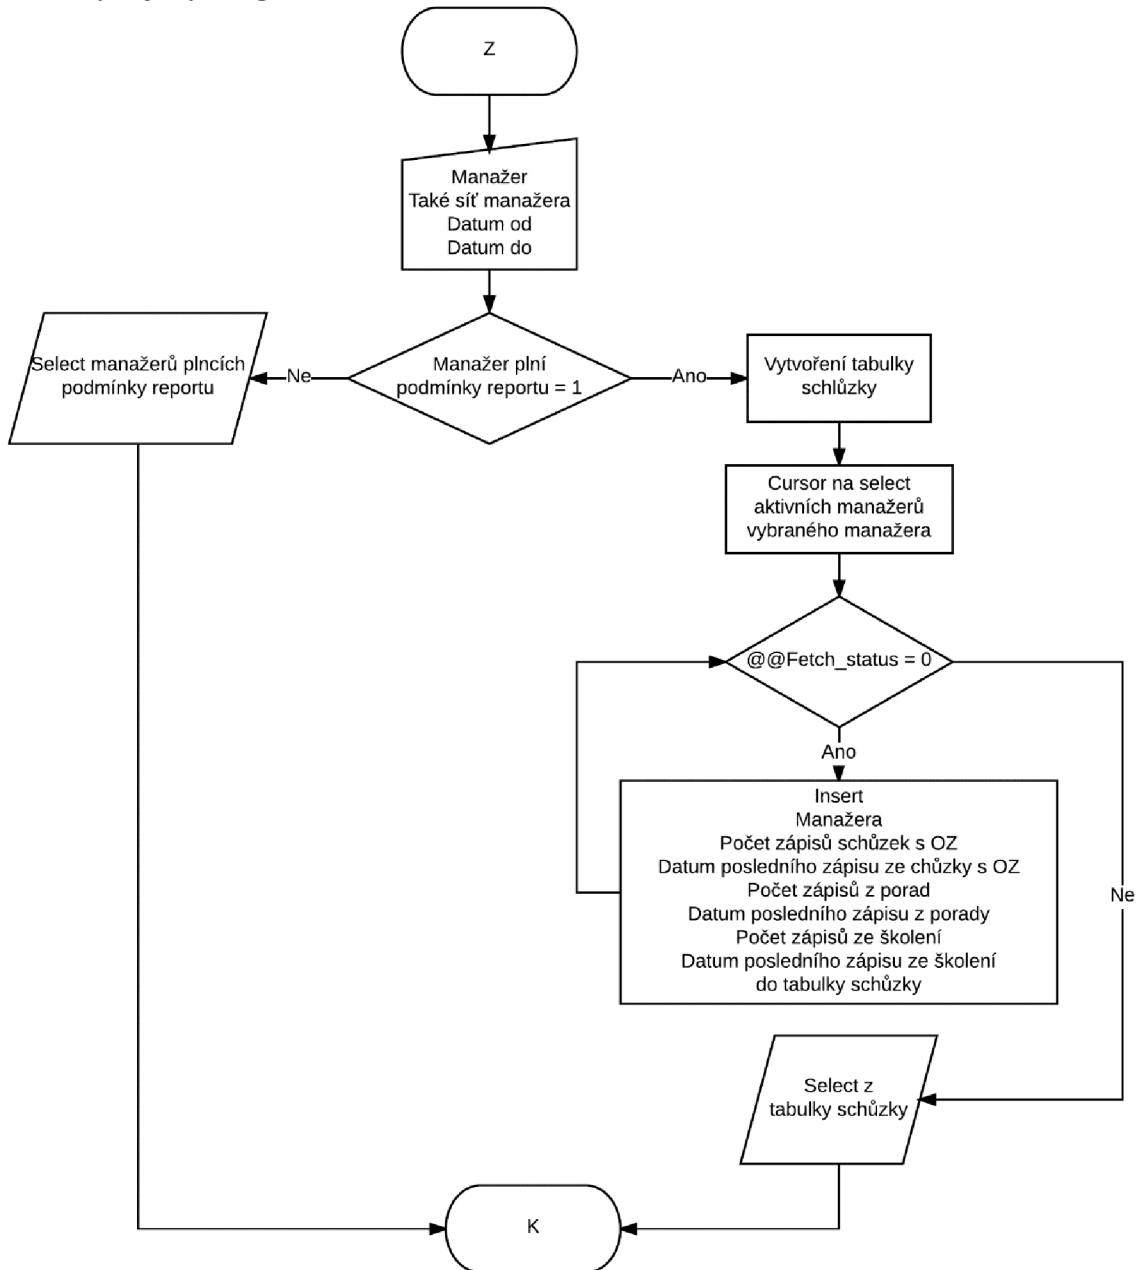 Z
Manažer
Také síť manažera
Datum od
Datum do
Select manažerů plncích
podmínky reportu
Ne
Manažer plní
podmínky reportu = 1
Ano
Vytvoření tabulky
schlůzky
Cursor na select
aktivních manažerů
vybraného manažera
@@Fetch_status = 0
Ano
Insert
Manažera
Počet zápisů schůzek s OZ
Datum posledního zápisu ze chůzky s OZ
Počet zápisů z porad
Datum posledního zápisu z porady
Počet zápisů ze školení
Datum posledního zápisu ze školení
do tabulky schůzky
Ne
Select z
tabulky schůzky
K